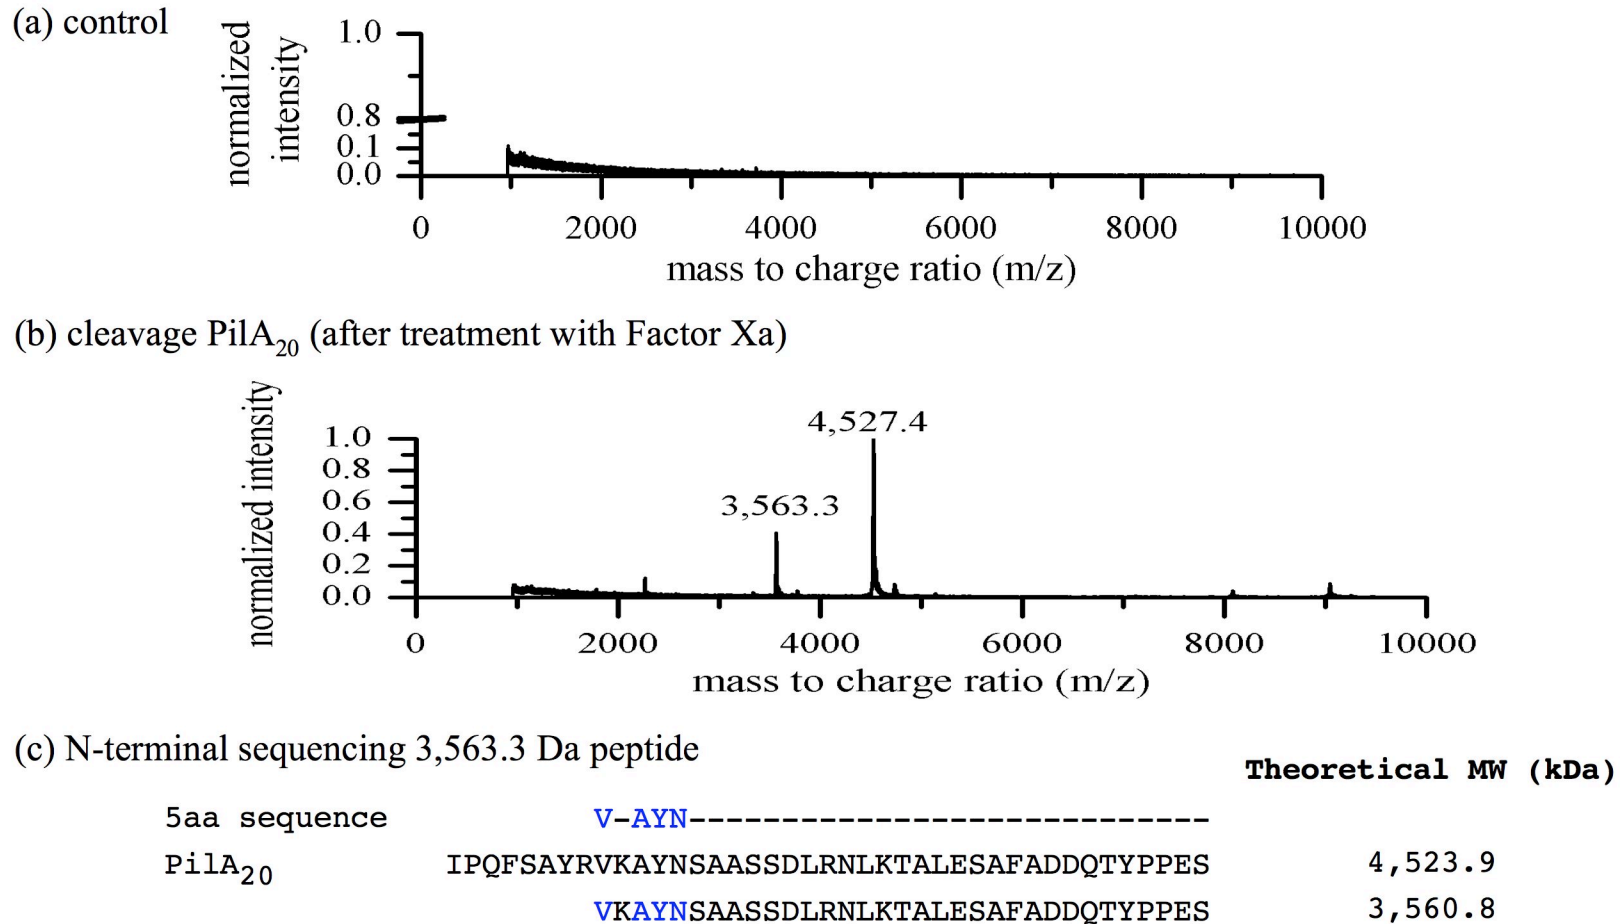 (a) control
normalized
intensity
1.0
0.8
0.1
0.0
0 2000 4000 6000 8000 10000
mass to charge ratio (m/z)
(b) cleavage PilA20 (after treatment with Factor Xa)
normalized intensity
4,527.4
1.0
0.8
3,563.3
0.6
0.4
0.2
0.0
0 2000 4000 6000 8000 10000
mass to charge ratio (m/z)
(c) N-terminal sequencing 3,563.3 Da peptide
Theoretical MW (kDa)
5aa sequence V-AYN----------------------------
PilA20 IPQFSAYRVKAYNSAASSDLRNLKTALESAFADDQTYPPES 4,523.9
VKAYNSAASSDLRNLKTALESAFADDQTYPPES 3,560.8